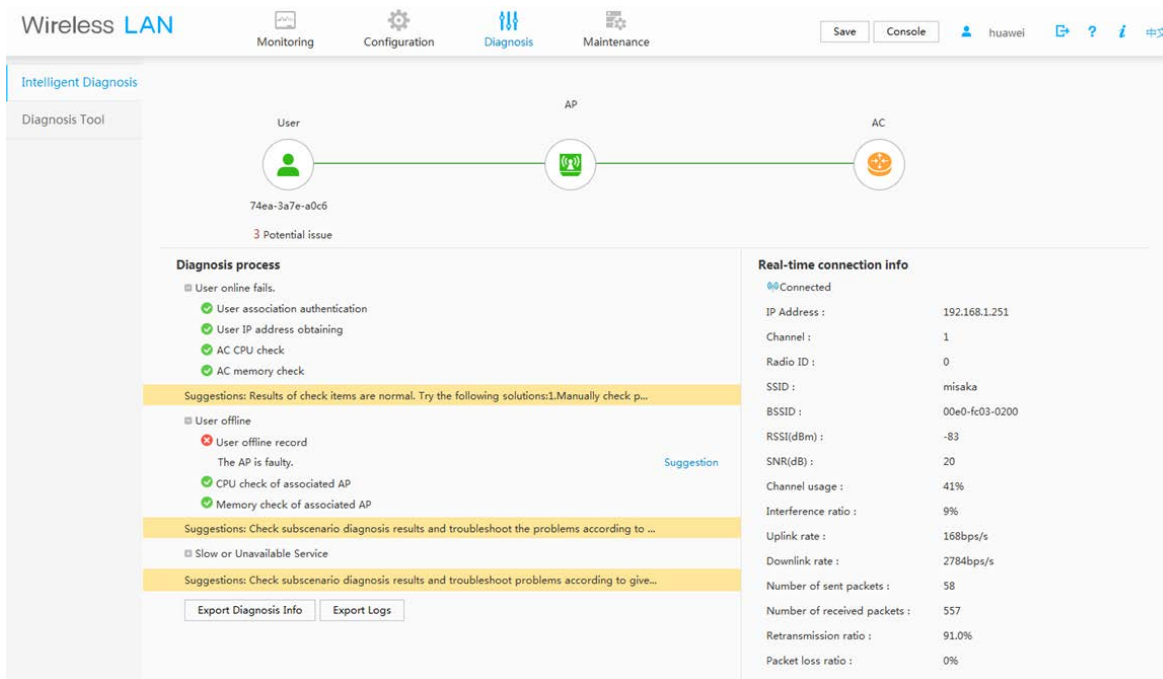 Wireless LAN
Monitoring
Configuration
Diagnosis
Maintenance
Save
Console
huawei
?
i
中文
Intelligent Diagnosis
Diagnosis Tool
User
AP
AC
74ea-3a7e-a0c6
3 Potential issue
Diagnosis process
User online fails.
User association authentication
User IP address obtaining
AC CPU check
AC memory check
Suggestions: Results of check items are normal. Try the following solutions:1.Manually check p...
User offline
User offline record
The AP is faulty. Suggestion
CPU check of associated AP
Memory check of associated AP
Suggestions: Check subscenario diagnosis results and troubleshoot the problems according to ...
Slow or Unavailable Service
Suggestions: Check subscenario diagnosis results and troubleshoot problems according to give...
Export Diagnosis Info
Export Logs
Real-time connection info
Connected
IP Address : 192.168.1.251
Channel : 1
Radio ID : 0
SSID : misaka
BSSID : 00e0-fc03-0200
RSSI(dBm) : -83
SNR(dB) : 20
Channel usage : 41%
Interference ratio : 9%
Uplink rate : 168bps/s
Downlink rate : 2784bps/s
Number of sent packets : 58
Number of received packets : 557
Retransmission ratio : 91.0%
Packet loss ratio : 0%